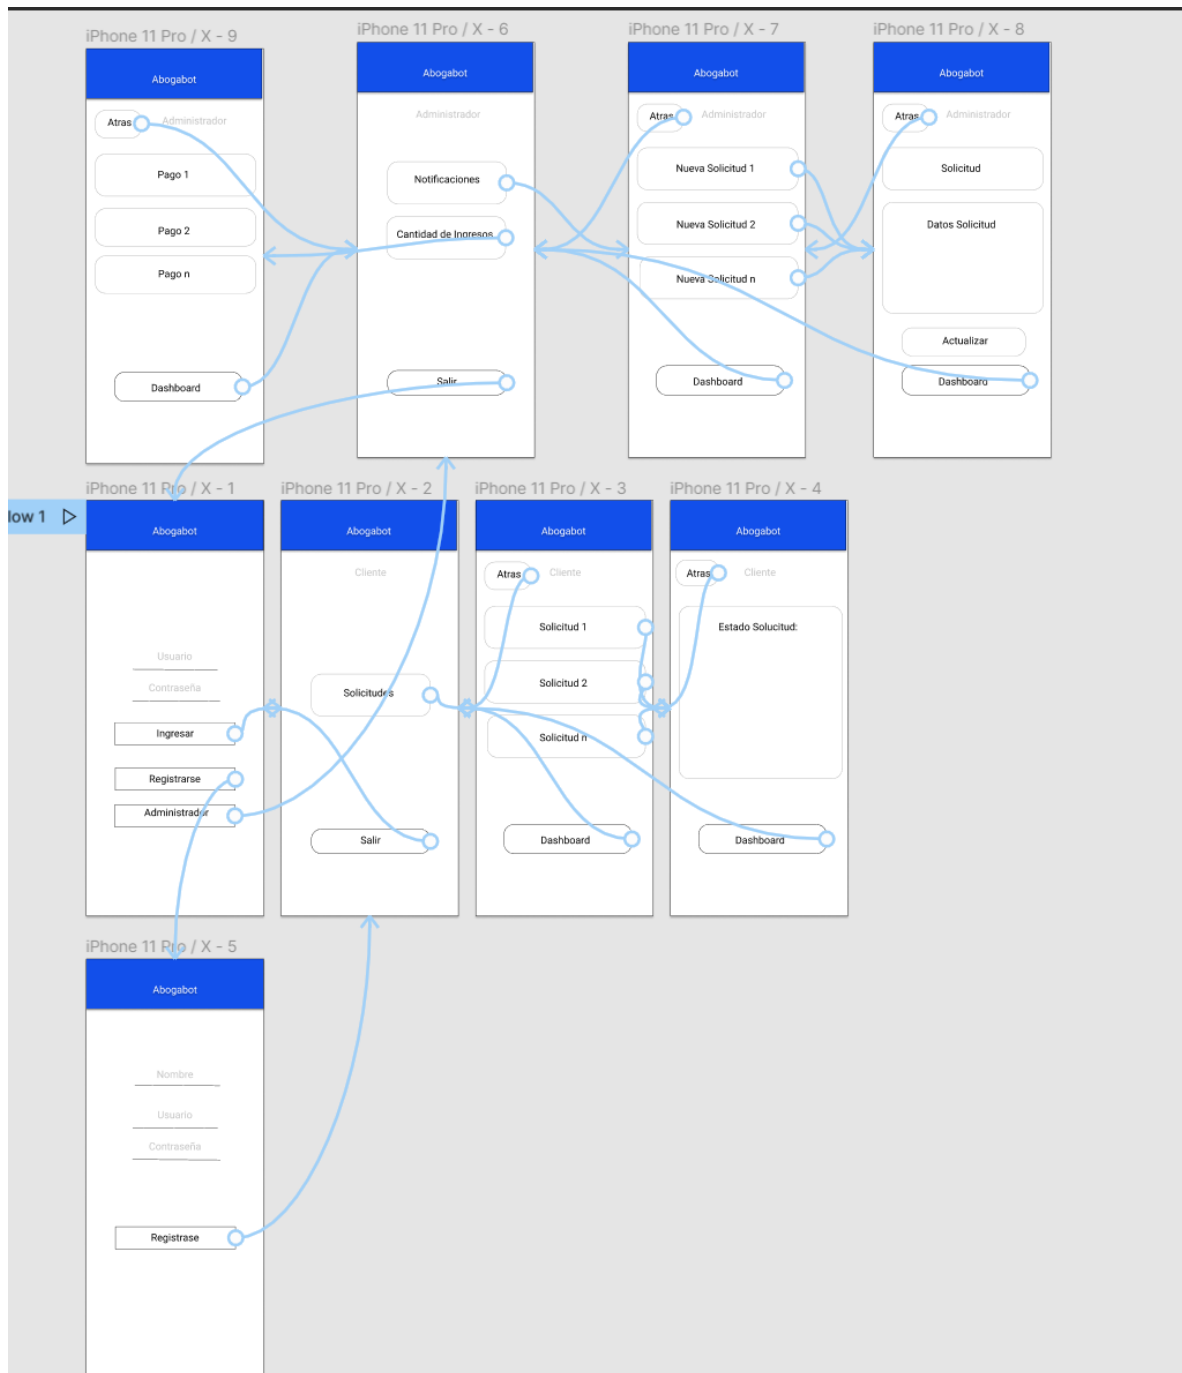 iPhone 11 Pro / X - 9
Abogabot
Atras
Administrador
Pago 1
Pago 2
Pago n
Dashboard
iPhone 11 Pro / X - 6
Abogabot
Administrador
Notificaciones
Cantidad de Ingresos
Salir
iPhone 11 Pro / X - 7
Abogabot
Atras
Administrador
Nueva Solicitud 1
Nueva Solicitud 2
Nueva Solicitud n
Dashboard
iPhone 11 Pro / X - 8
Abogabot
Atras
Administrador
Solicitud
Datos Solicitud
Actualizar
Dashboard
low 1
iPhone 11 Pro / X - 1
Abogabot
Usuario
Contraseña
Ingresar
Registrarse
Administrador
iPhone 11 Pro / X - 2
Abogabot
Cliente
Solicitudes
Salir
iPhone 11 Pro / X - 3
Abogabot
Atras
Cliente
Solicitud 1
Solicitud 2
Solicitud n
Dashboard
iPhone 11 Pro / X - 4
Abogabot
Atras
Cliente
Estado Solucitud:
Dashboard
iPhone 11 Pro / X - 5
Abogabot
Nombre
Usuario
Contraseña
Registrase